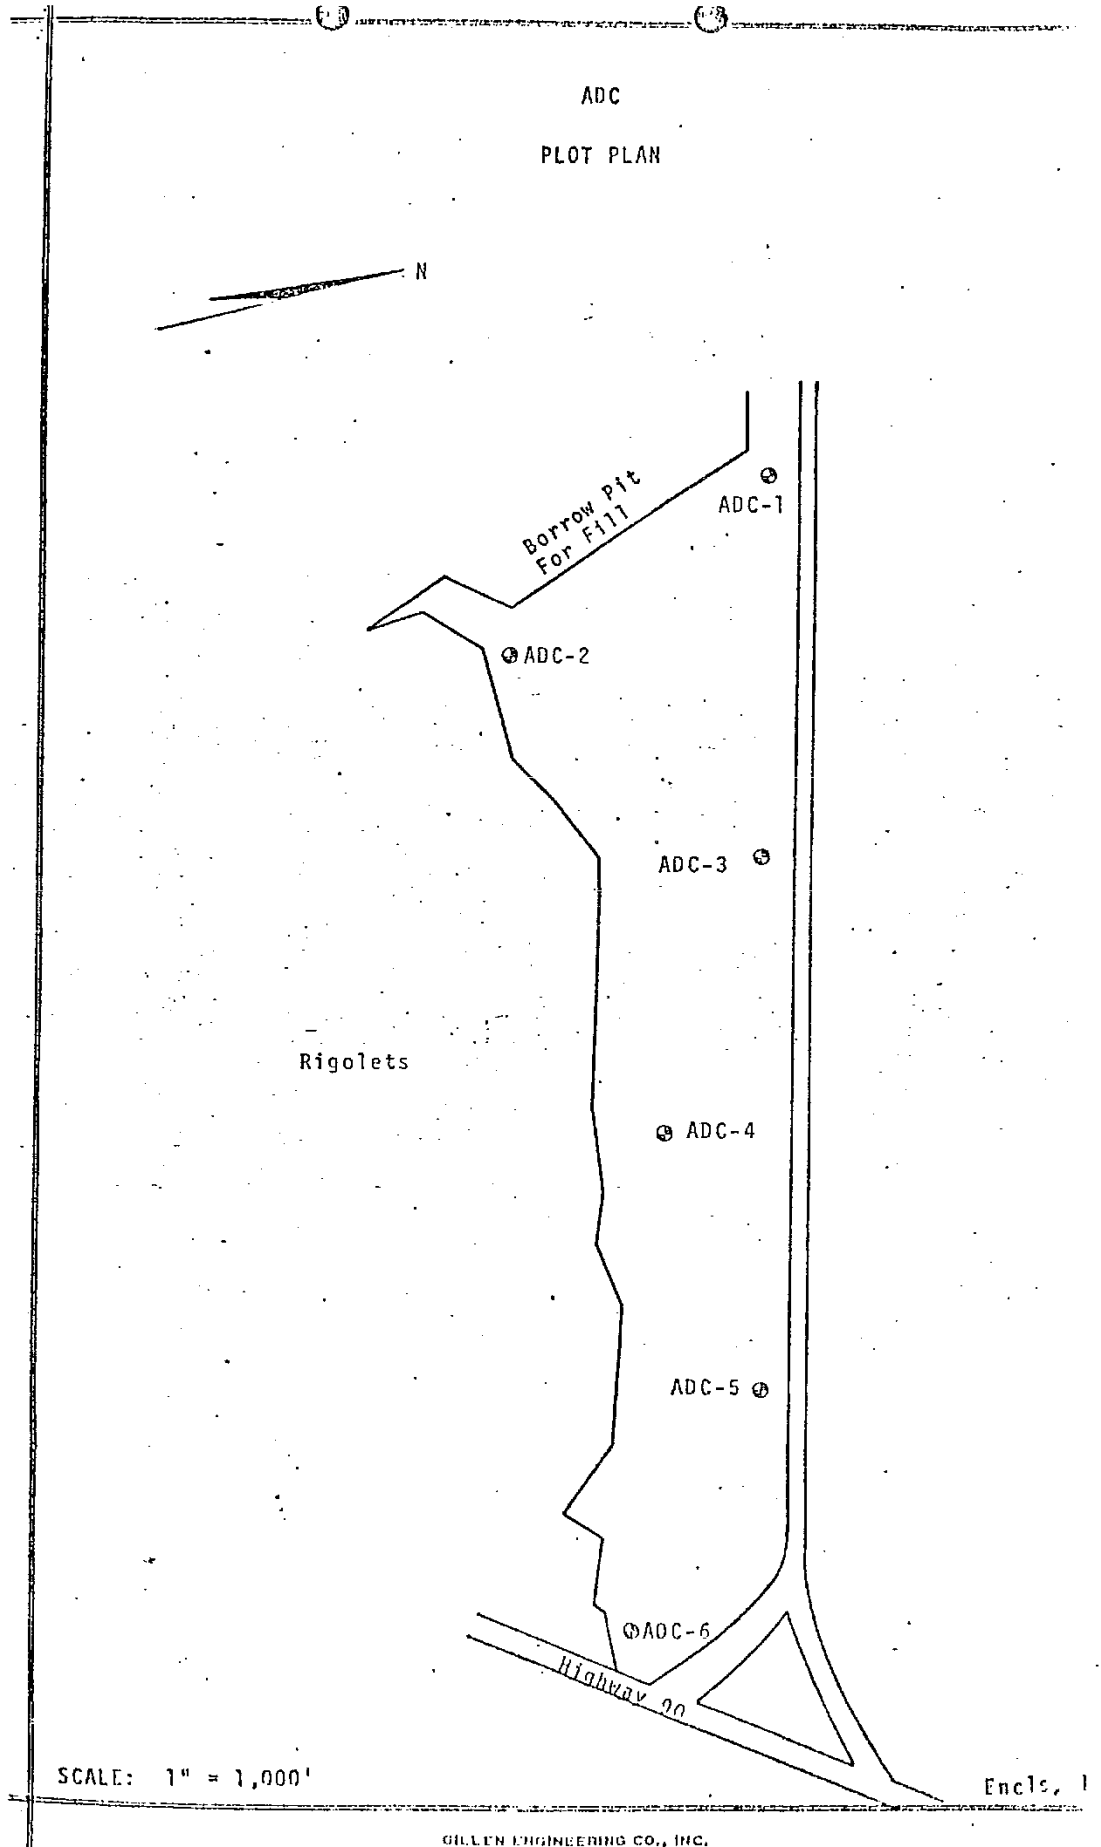 ADC
PLOT PLAN
N
Borrow Pit
For Fill
ADC-1
ADC-2
ADC-3
Rigolets
ADC-4
ADC-5
ADC-6
Highway 90
SCALE: 1" = 1,000'
Encls, 1
GILLEN ENGINEERING CO., INC.